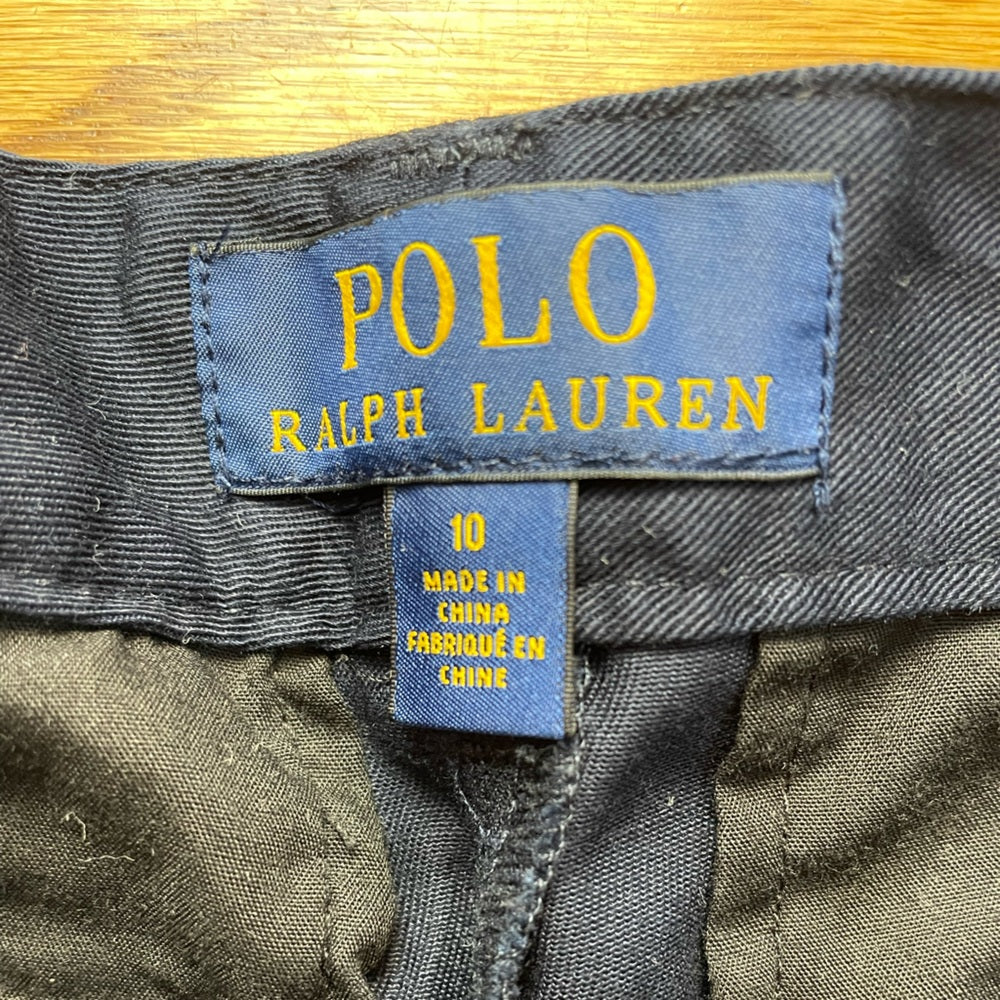 POLO
RALPH LAUREN
10
MADE IN
CHINA
FABRIQUÉ EN
CHINE